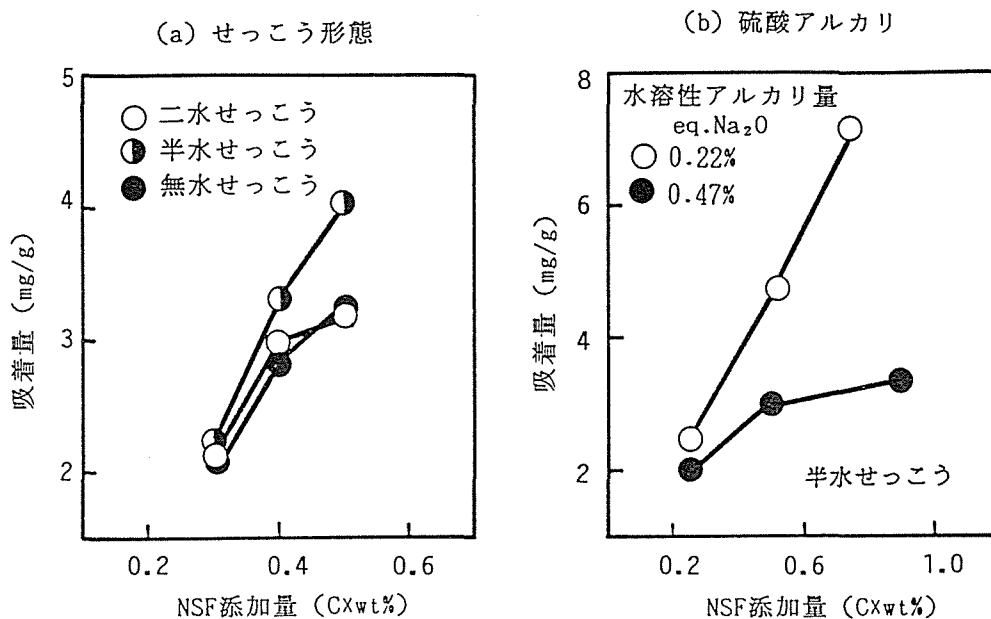 (a) せっこう形態
5
4
3
2
吸着量 (mg/g)
二水せっこう
半水せっこう
無水せっこう
0.2 0.4 0.6
NSF添加量 (C×wt%)
(b) 硫酸アルカリ
8
6
4
2
吸着量 (mg/g)
水溶性アルカリ量
eq.Na₂O
0.22%
0.47%
半水せっこう
0.2 0.6 1.0
NSF添加量 (C×wt%)